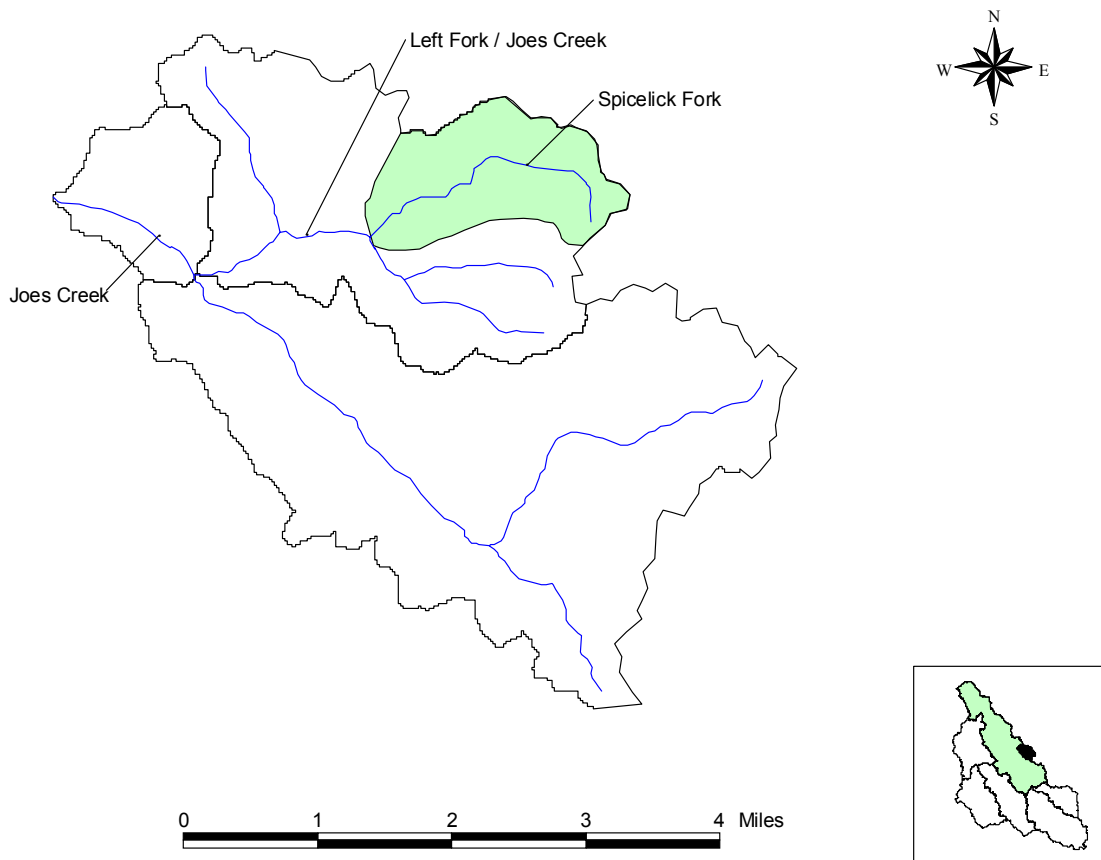 N
Left Fork / Joes Creek
W E
Spicelick Fork
S
Joes Creek
0 1 2 3 4 Miles